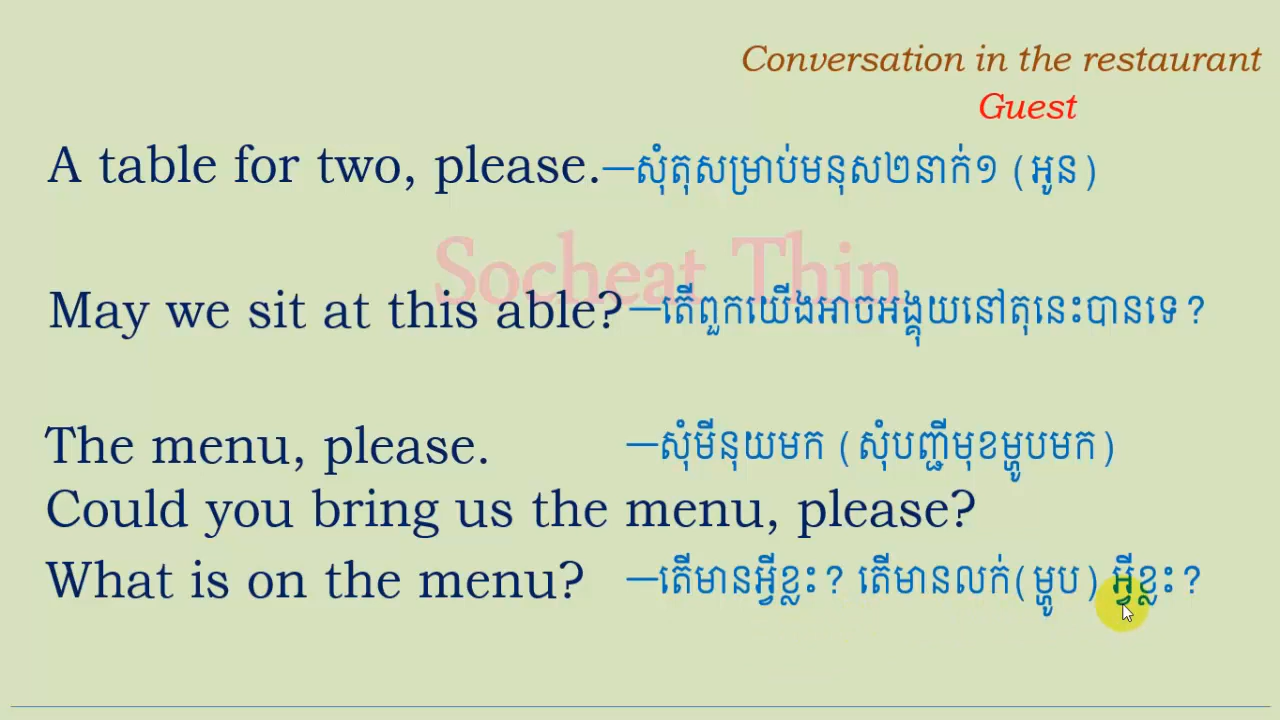 Conversation in the restaurant
Guest
A table for two, please.—សុំតុសម្រាប់មនុស២នាក់១ (អូន)
Socheat Thin
May we sit at this able?—តើពួកយើងអាចអង្គុយនៅតុនេះបានទេ?
The menu, please. —សុំមីនុយមក (សុំបញ្ជីមុខម្ហូបមក)
Could you bring us the menu, please?
What is on the menu? —តើមានអ្វីខ្លះ? តើមានលក់(ម្ហូប) អ្វីខ្លះ?